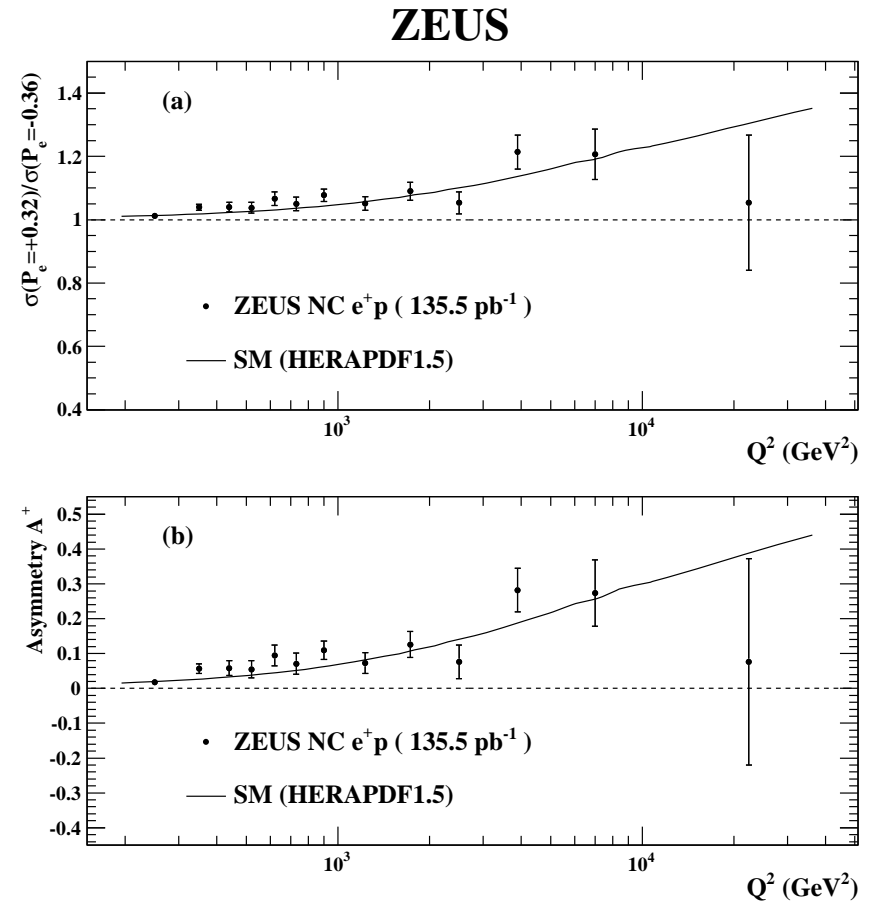 ZEUS
(a)
σ(Pₑ=+0.32)/σ(Pₑ=-0.36)
1.4
1.2
1
0.8
0.6
0.4
ZEUS NC e⁺p ( 135.5 pb⁻¹ )
SM (HERAPDF1.5)
10³
10⁴
Q² (GeV²)
(b)
Asymmetry A⁺
0.5
0.4
0.3
0.2
0.1
0
-0.1
-0.2
-0.3
-0.4
ZEUS NC e⁺p ( 135.5 pb⁻¹ )
SM (HERAPDF1.5)
10³
10⁴
Q² (GeV²)